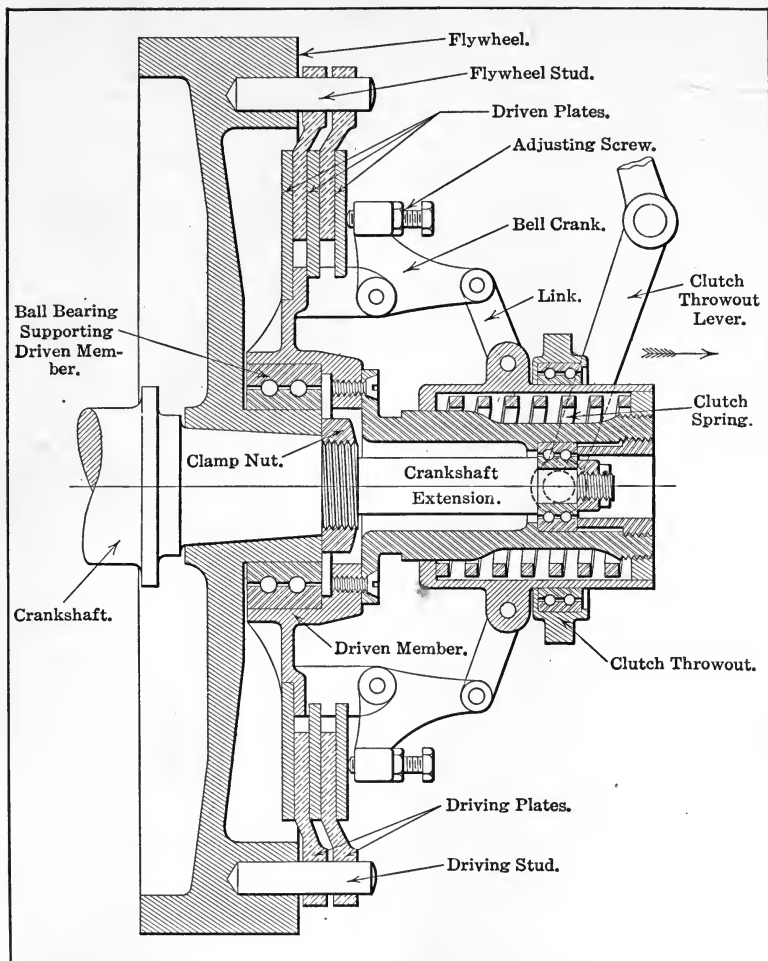 Flywheel.
Flywheel Stud.
Driven Plates.
Adjusting Screw.
Bell Crank.
Link.
Clutch
Throwout
Lever.
Ball Bearing
Supporting
Driven Mem-
ber.
Clutch
Spring.
Clamp Nut.
Crankshaft
Extension.
Crankshaft.
Driven Member.
Clutch Throwout.
Driving Plates.
Driving Stud.